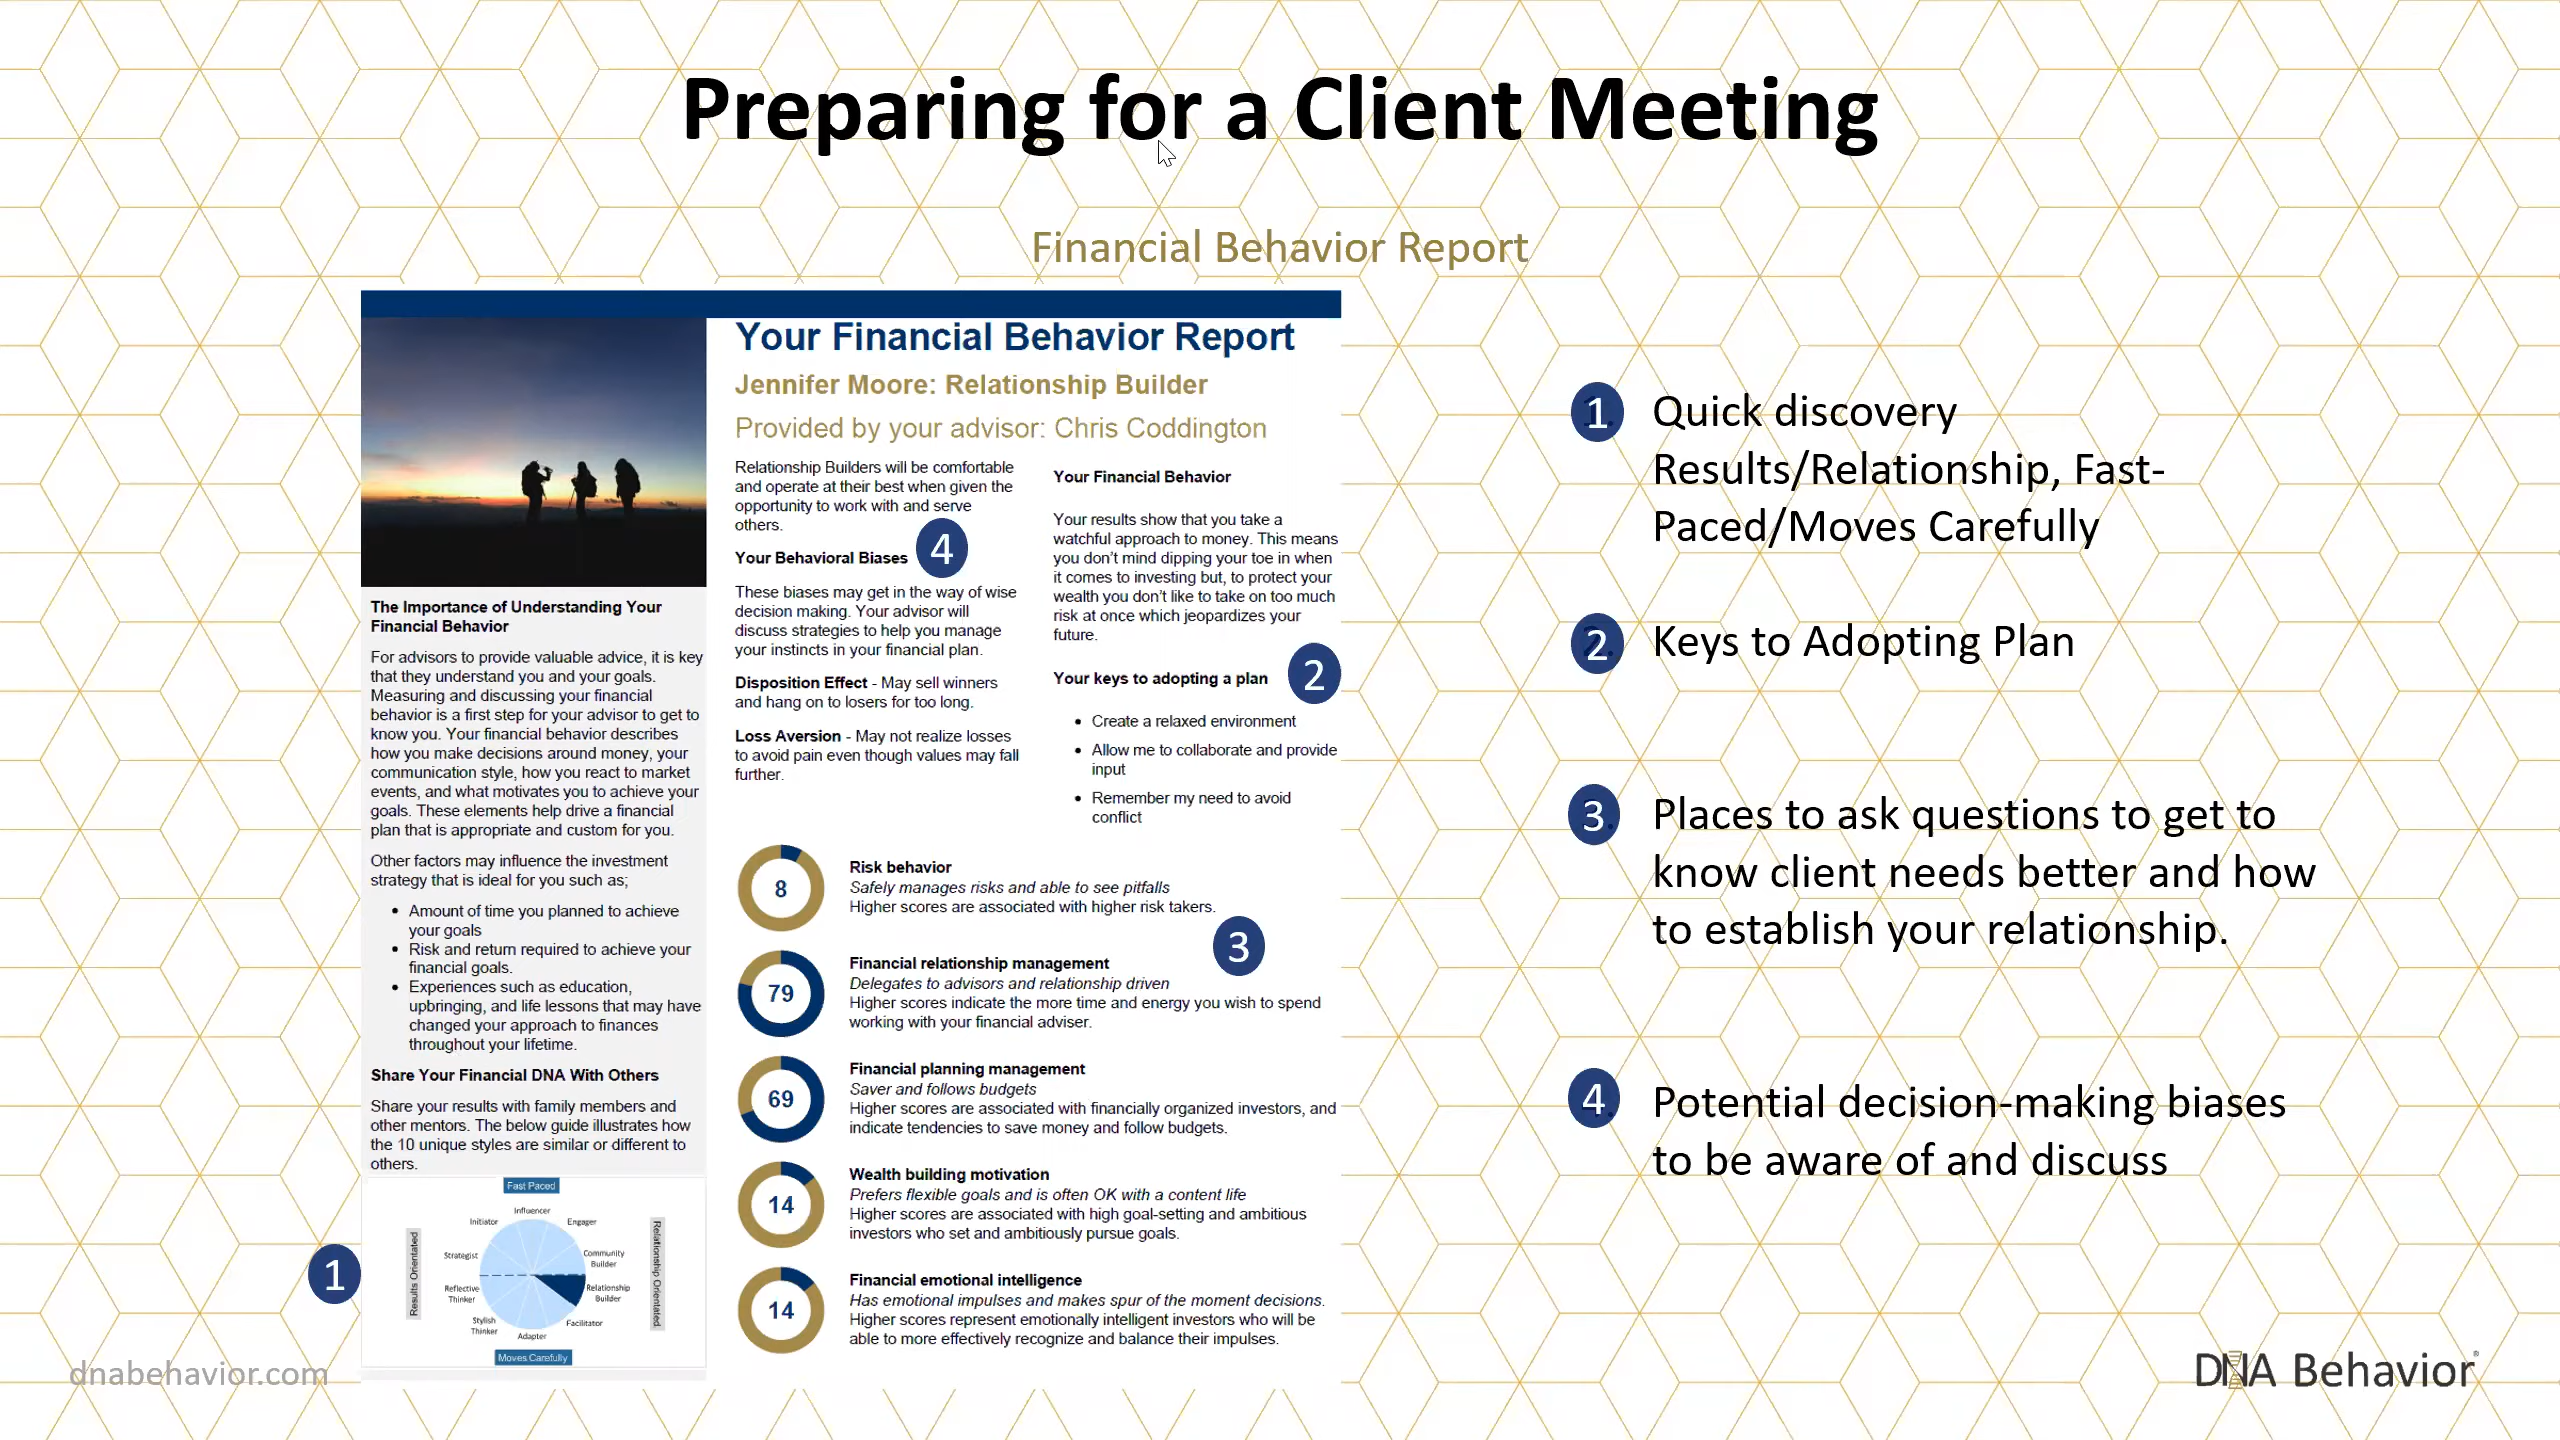 Preparing for a Client Meeting
Financial Behavior Report
Your Financial Behavior Report
Jennifer Moore: Relationship Builder
Provided by your advisor: Chris Coddington
Relationship Builders will be comfortable
and operate at their best when given the
opportunity to work with and serve
others.
Your Behavioral Biases
4
These biases may get in the way of wise
decision making. Your advisor will
discuss strategies to help you manage
your instincts in your financial plan.
Disposition Effect - May sell winners
and hang on to losers for too long.
Loss Aversion - May not realize losses
to avoid pain even though values may fall
further.
Your Financial Behavior
Your results show that you take a
watchful approach to money. This means
you don't mind dipping your toe in when
it comes to investing but, to protect your
wealth you don't like to take on too much
risk at once which jeopardizes your
future.
Your keys to adopting a plan
2
• Create a relaxed environment
• Allow me to collaborate and provide
input
• Remember my need to avoid
conflict
The Importance of Understanding Your
Financial Behavior
For advisors to provide valuable advice, it is key
that they understand you and your goals.
Measuring and discussing your financial
behavior is a first step for your advisor to get to
know you. Your financial behavior describes
how you make decisions around money, your
communication style, how you react to market
events, and what motivates you to achieve your
goals. These elements help drive a financial
plan that is appropriate and custom for you.
Other factors may influence the investment
strategy that is ideal for you such as;
• Amount of time you planned to achieve
your goals
• Risk and return required to achieve your
financial goals.
• Experiences such as education,
upbringing, and life lessons that may have
changed your approach to finances
throughout your lifetime.
Share Your Financial DNA With Others
Share your results with family members and
other mentors. The below guide illustrates how
the 10 unique styles are similar or different to
others.
Fast Paced
Influencer
Initiator
Engager
Strategist
Community
Builder
Results Orientated
Relationship Orientated
Reflective
Thinker
Relationship
Builder
Stylish
Thinker
Facilitator
Adapter
Moves Carefully
1
8
Risk behavior
Safely manages risks and able to see pitfalls
Higher scores are associated with higher risk takers.
3
79
Financial relationship management
Delegates to advisors and relationship driven
Higher scores indicate the more time and energy you wish to spend
working with your financial adviser.
69
Financial planning management
Saver and follows budgets
Higher scores are associated with financially organized investors, and
indicate tendencies to save money and follow budgets.
14
Wealth building motivation
Prefers flexible goals and is often OK with a content life
Higher scores are associated with high goal-setting and ambitious
investors who set and ambitiously pursue goals.
14
Financial emotional intelligence
Has emotional impulses and makes spur of the moment decisions.
Higher scores represent emotionally intelligent investors who will be
able to more effectively recognize and balance their impulses.
1 Quick discovery
Results/Relationship, Fast-
Paced/Moves Carefully
2 Keys to Adopting Plan
3 Places to ask questions to get to
know client needs better and how
to establish your relationship.
4 Potential decision-making biases
to be aware of and discuss
dnabehavior.com
DNA Behavior